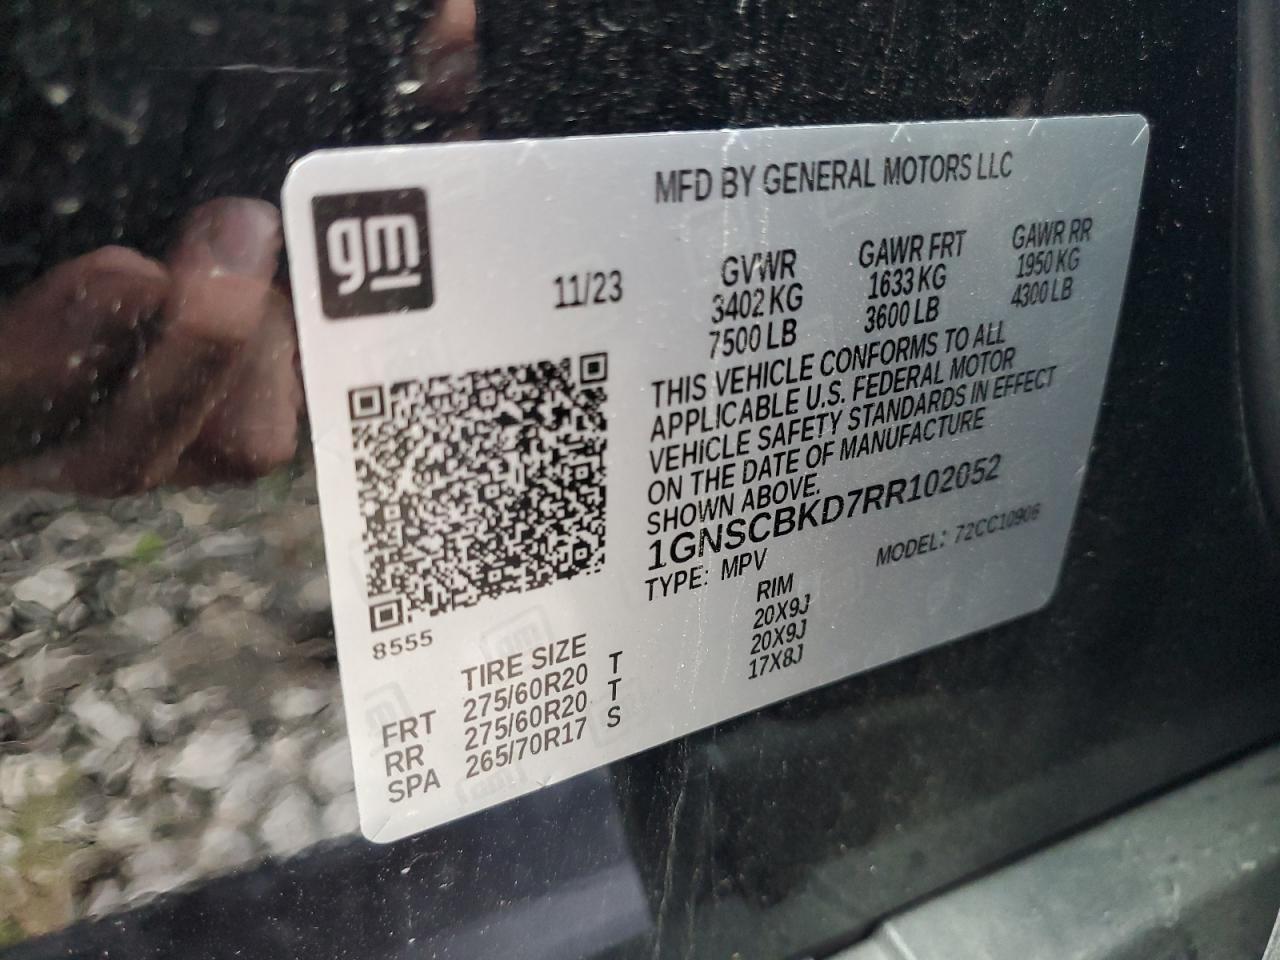 gm
MFD BY GENERAL MOTORS LLC
11/23
GVWR GAWR FRT GAWR RR
3402 KG 1633 KG 1950 KG
7500 LB 3600 LB 4300 LB
THIS VEHICLE CONFORMS TO ALL
APPLICABLE U.S. FEDERAL MOTOR
VEHICLE SAFETY STANDARDS IN EFFECT
ON THE DATE OF MANUFACTURE
SHOWN ABOVE.
1GNSCBKD7RR102052
TYPE: MPV MODEL: 72CC10906
8555
TIRE SIZE RIM
FRT 275/60R20 T 20X9J
RR 275/60R20 T 20X9J
SPA 265/70R17 S 17X8J